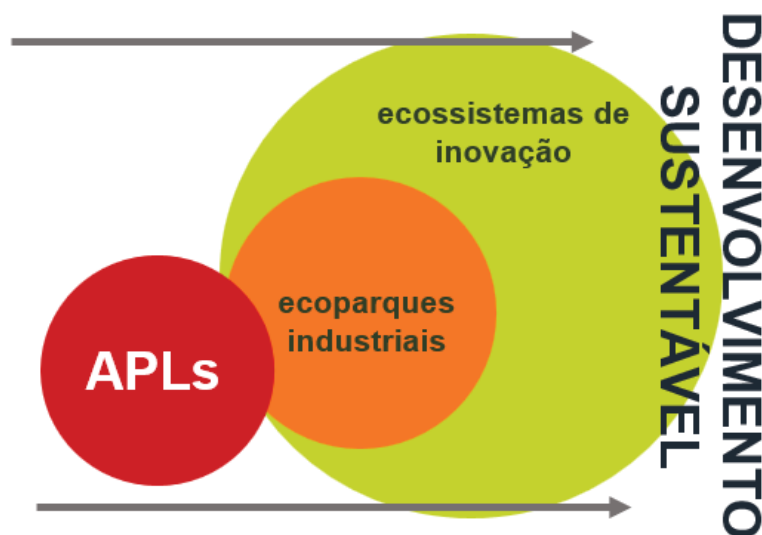 ecossistemas de
inovação
ecoparques
industriais
APLs
DESENVOLVIMENTO
SUSTENTÁVEL